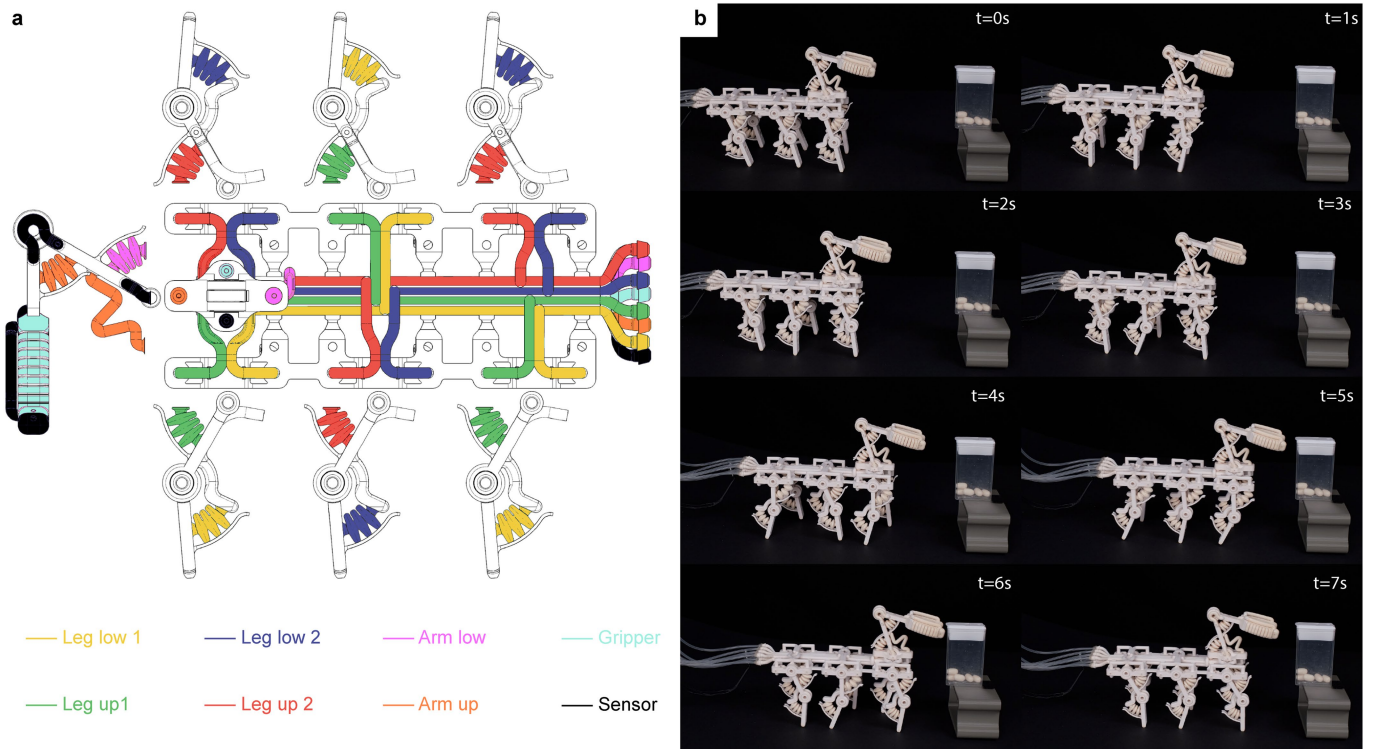 a
b
t=0s
t=1s
t=2s
t=3s
t=4s
t=5s
t=6s
t=7s
Leg low 1
Leg low 2
Arm low
Gripper
Leg up1
Leg up 2
Arm up
Sensor